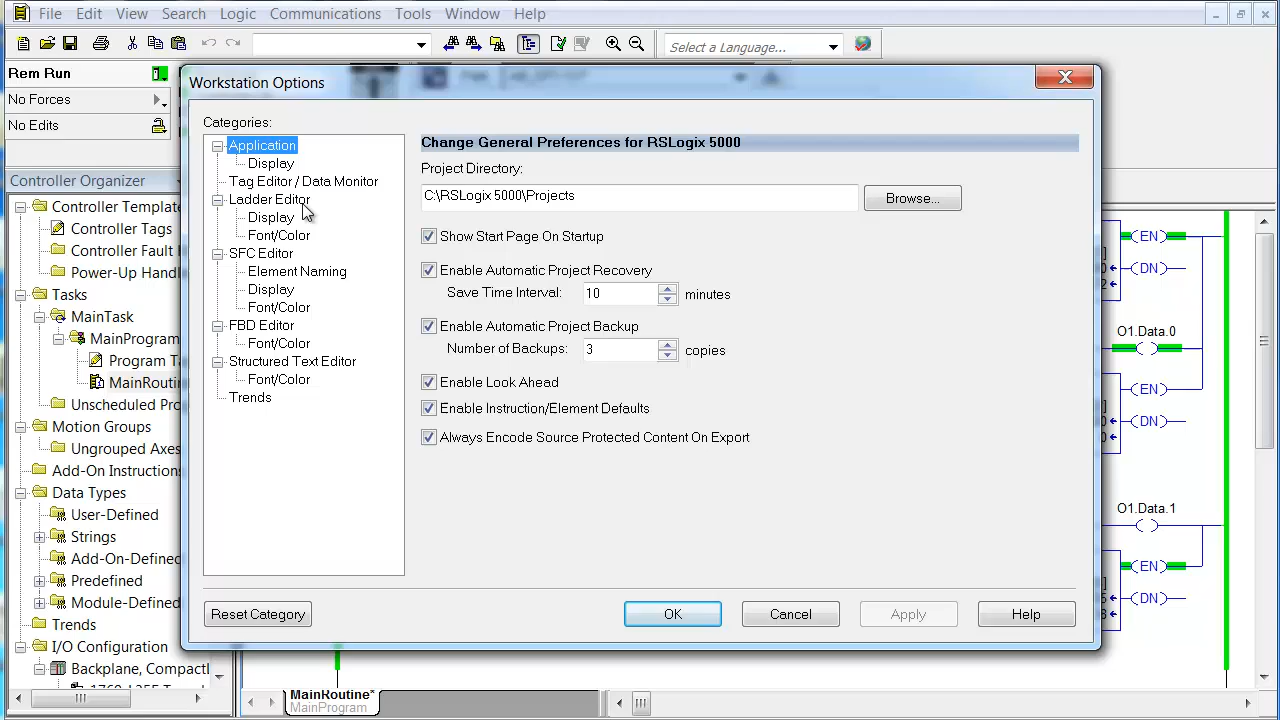 File Edit View Search Logic Communications Tools Window Help
Select a Language...
Rem Run
No Forces
No Edits
Controller Organizer
Controller Templat
Controller Tags
Controller Fault
Power-Up Handl
Tasks
MainTask
MainProgram
Program Ta
MainRoutin
Unscheduled Pro
Motion Groups
Ungrouped Axes
Add-On Instructions
Data Types
User-Defined
Strings
Add-On-Defined
Predefined
Module-Defined
Trends
I/O Configuration
Backplane, Compactl
Workstation Options
Categories:
Application
Display
Tag Editor / Data Monitor
Ladder Editor
Display
Font/Color
SFC Editor
Element Naming
Display
Font/Color
FBD Editor
Font/Color
Structured Text Editor
Font/Color
Trends
Change General Preferences for RSLogix 5000
Project Directory:
C:\RSLogix 5000\Projects
Browse...
Show Start Page On Startup
Enable Automatic Project Recovery
Save Time Interval: 10 minutes
Enable Automatic Project Backup
Number of Backups: 3 copies
Enable Look Ahead
Enable Instruction/Element Defaults
Always Encode Source Protected Content On Export
Reset Category
OK
Cancel
Apply
Help
EN
DN
O1.Data.0
EN
DN
O1.Data.1
EN
DN
MainRoutine*
MainProgram